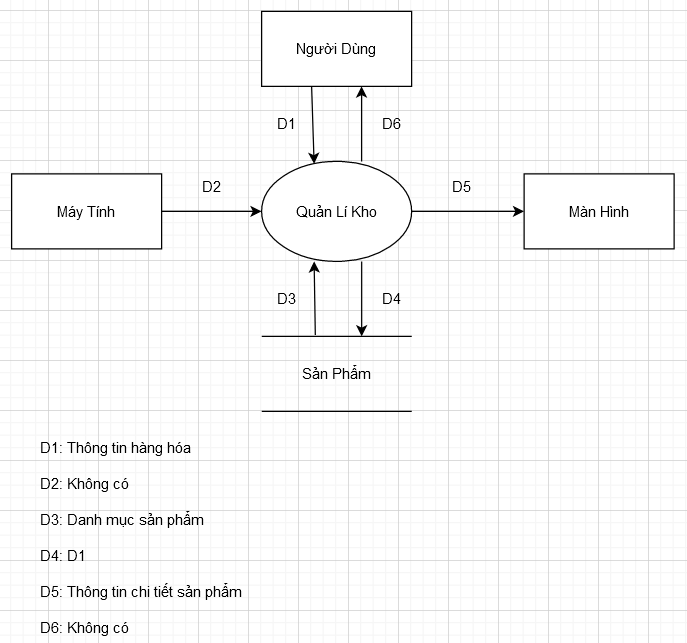 Người Dùng
D1
D6
Máy Tính
D2
Quản Lí Kho
D5
Màn Hình
D3
D4
Sản Phẩm
D1: Thông tin hàng hóa
D2: Không có
D3: Danh mục sản phẩm
D4: D1
D5: Thông tin chi tiết sản phẩm
D6: Không có